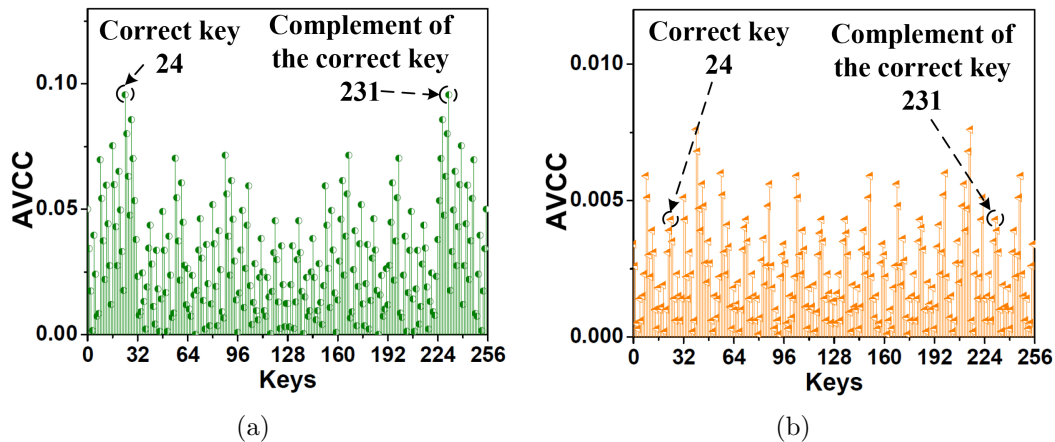 Correct key
24
Complement of
the correct key
231
0.10
0.05
0.00
AVCC
0 32 64 96 128 160 192 224 256
Keys
(a)
Correct key
24
Complement of
the correct key
231
0.010
0.005
0.000
AVCC
0 32 64 96 128 160 192 224 256
Keys
(b)